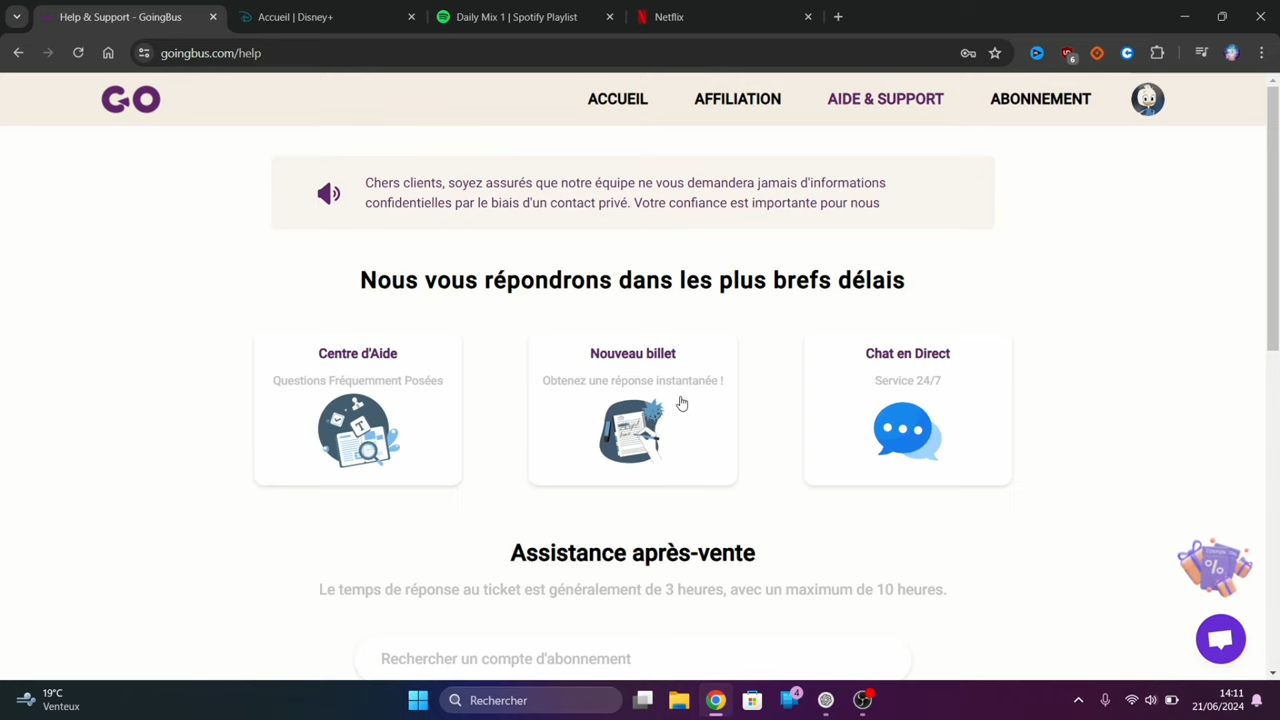 Help & Support - GoingBus
Accueil | Disney+
Daily Mix 1 | Spotify Playlist
Netflix
goingbus.com/help
6
GO
ACCUEIL
AFFILIATION
AIDE & SUPPORT
ABONNEMENT
Chers clients, soyez assurés que notre équipe ne vous demandera jamais d'informations
confidentielles par le biais d'un contact privé. Votre confiance est importante pour nous
Nous vous répondrons dans les plus brefs délais
Centre d'Aide
Questions Fréquemment Posées
Nouveau billet
Obtenez une réponse instantanée !
Chat en Direct
Service 24/7
Assistance après-vente
Le temps de réponse au ticket est généralement de 3 heures, avec un maximum de 10 heures.
Rechercher un compte d'abonnement
19°C
Venteux
Rechercher
4
14:11
21/06/2024